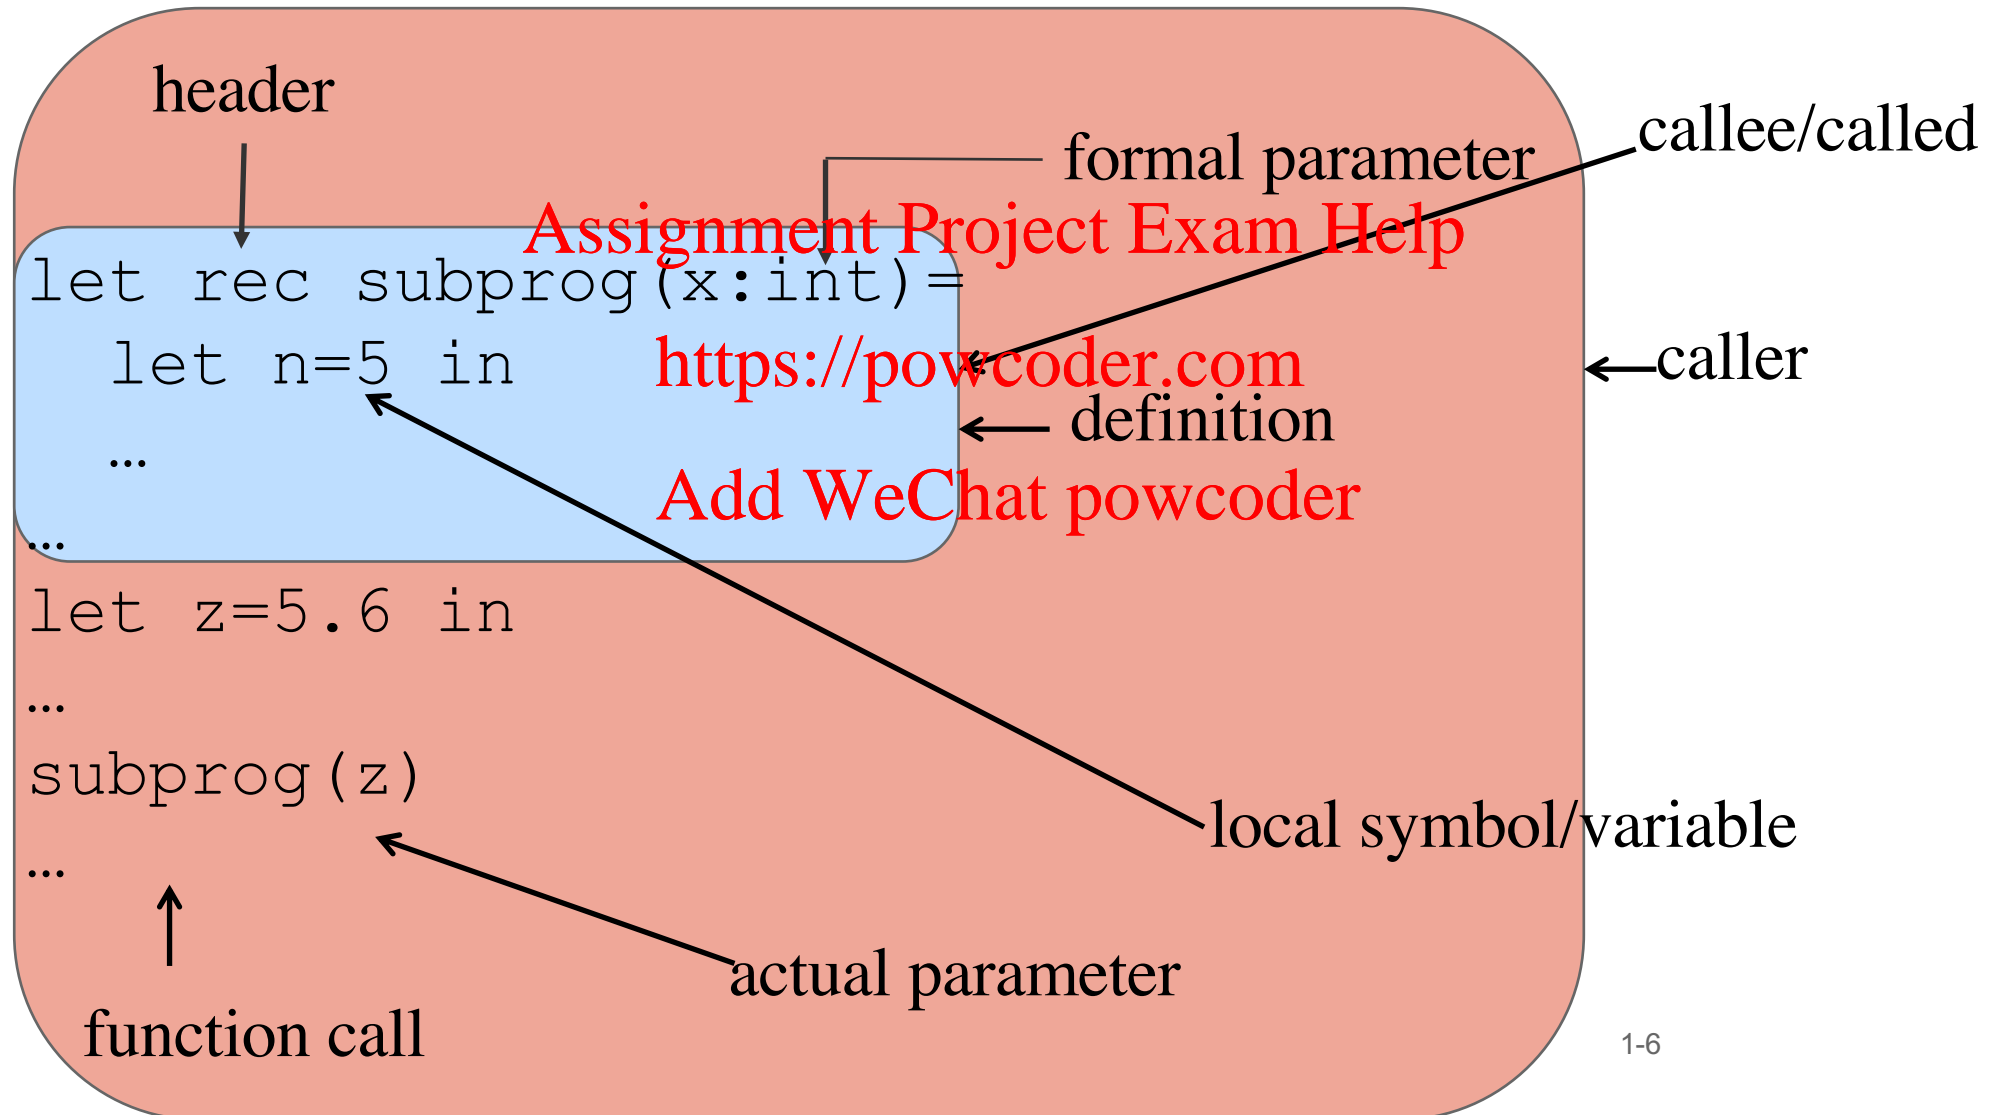 header
callee/called
formal parameter
Assignment Project Exam Help
let rec subprog(x:int)=
let n=5 in
https://powcoder.com
caller
definition
…
Add WeChat powcoder
…
let z=5.6 in
…
subprog(z)
local symbol/variable
…
actual parameter
function call
1-6